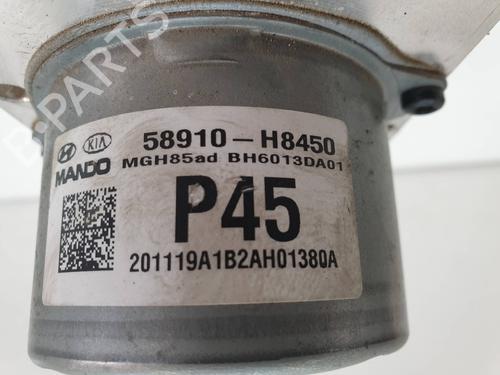 B-PARTS
KIA
58910-H8450
MANDO
MGH85ad BH6013DA01
P45
201119A1B2AH01380A